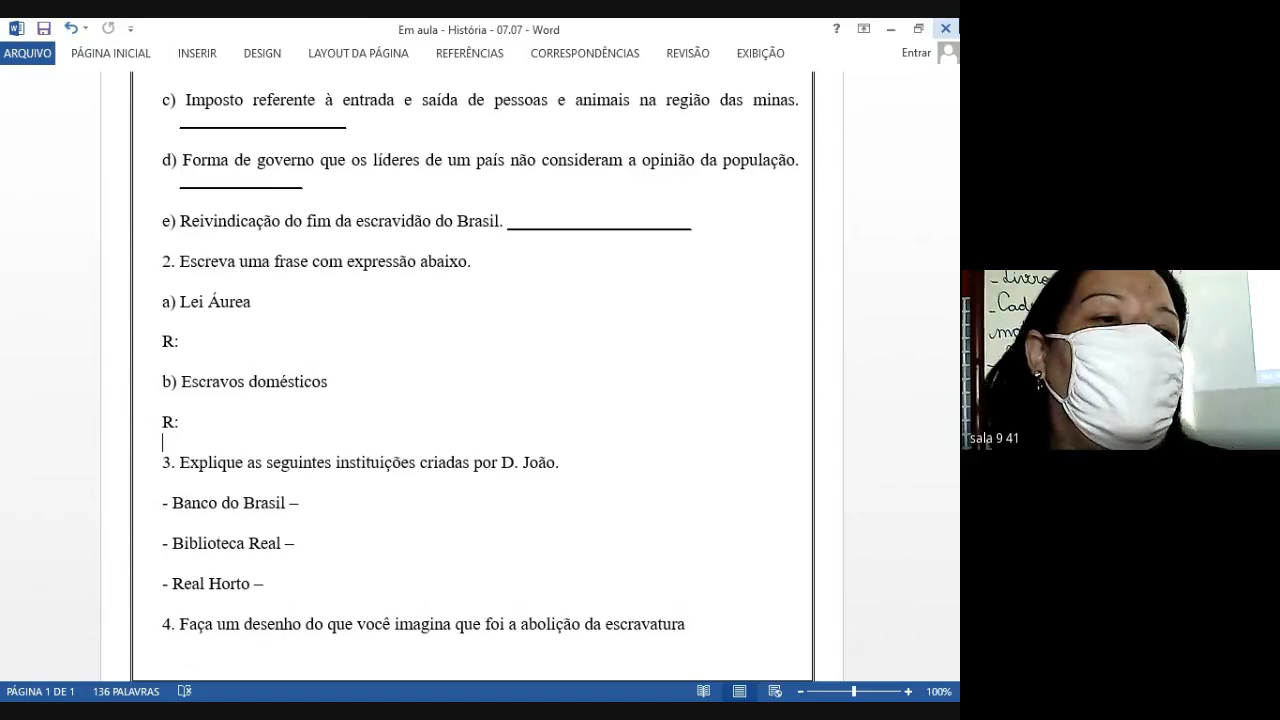 Em aula - História - 07.07 - Word
?
ARQUIVO PÁGINA INICIAL INSERIR DESIGN LAYOUT DA PÁGINA REFERÊNCIAS CORRESPONDÊNCIAS REVISÃO EXIBIÇÃO Entrar
c) Imposto referente à entrada e saída de pessoas e animais na região das minas.
d) Forma de governo que os líderes de um país não consideram a opinião da população.
e) Reivindicação do fim da escravidão do Brasil.
2. Escreva uma frase com expressão abaixo.
a) Lei Áurea
R:
b) Escravos domésticos
R:
3. Explique as seguintes instituições criadas por D. João.
- Banco do Brasil –
- Biblioteca Real –
- Real Horto –
4. Faça um desenho do que você imagina que foi a abolição da escravatura
PÁGINA 1 DE 1 136 PALAVRAS 100%
- Livro
sala 9 41